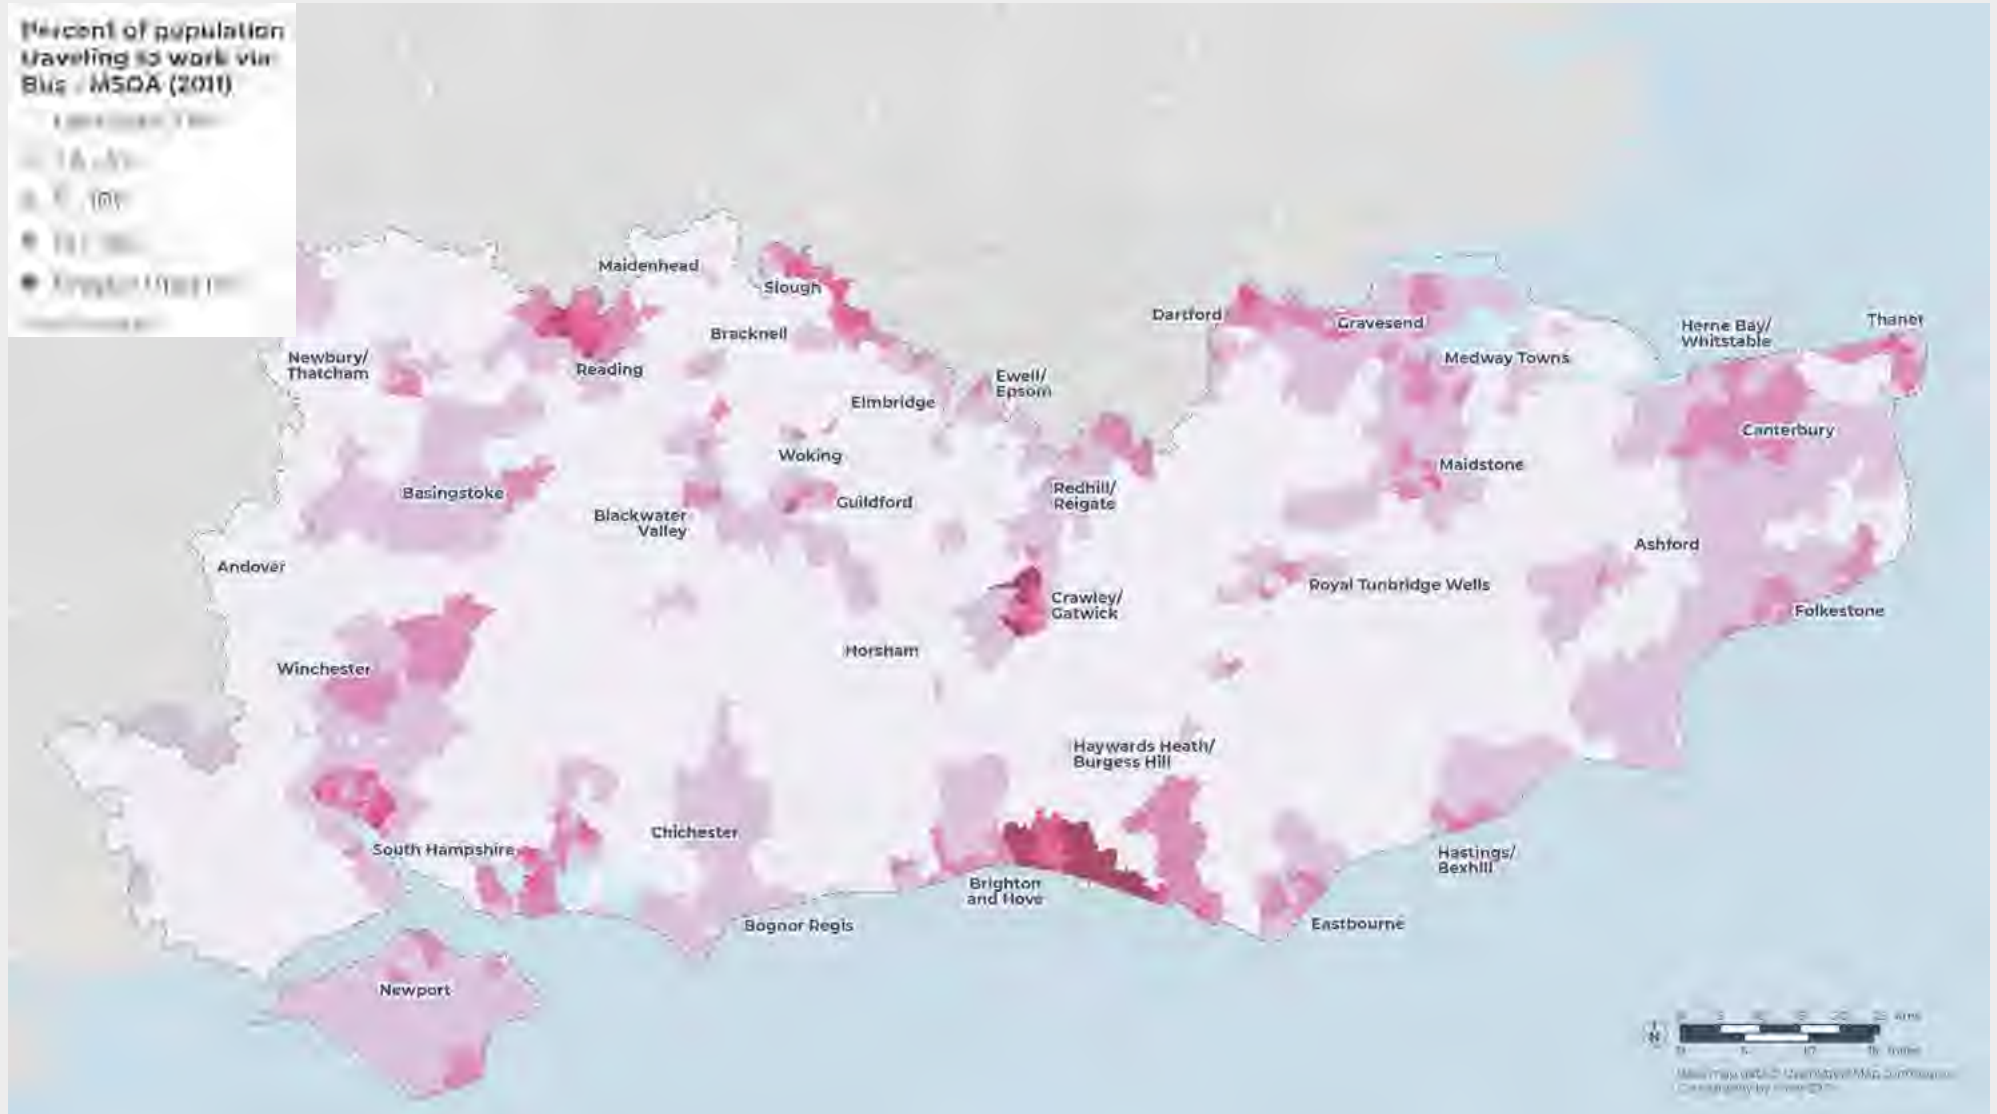 Percent of population
traveling to work via
Bus - MSOA (2011)
Maidenhead
Slough
Bracknell
Newbury/
Thatcham
Reading
Elmbridge
Ewell/
Epsom
Dartford
Gravesend
Medway Towns
Herne Bay/
Whitstable
Thanet
Canterbury
Woking
Basingstoke
Guildford
Redhill/
Reigate
Maidstone
Blackwater
Valley
Andover
Ashford
Crawley/
Gatwick
Royal Tunbridge Wells
Folkestone
Horsham
Winchester
Haywards Heath/
Burgess Hill
Chichester
South Hampshire
Brighton
and Hove
Hastings/
Bexhill
Bognor Regis
Eastbourne
Newport
N